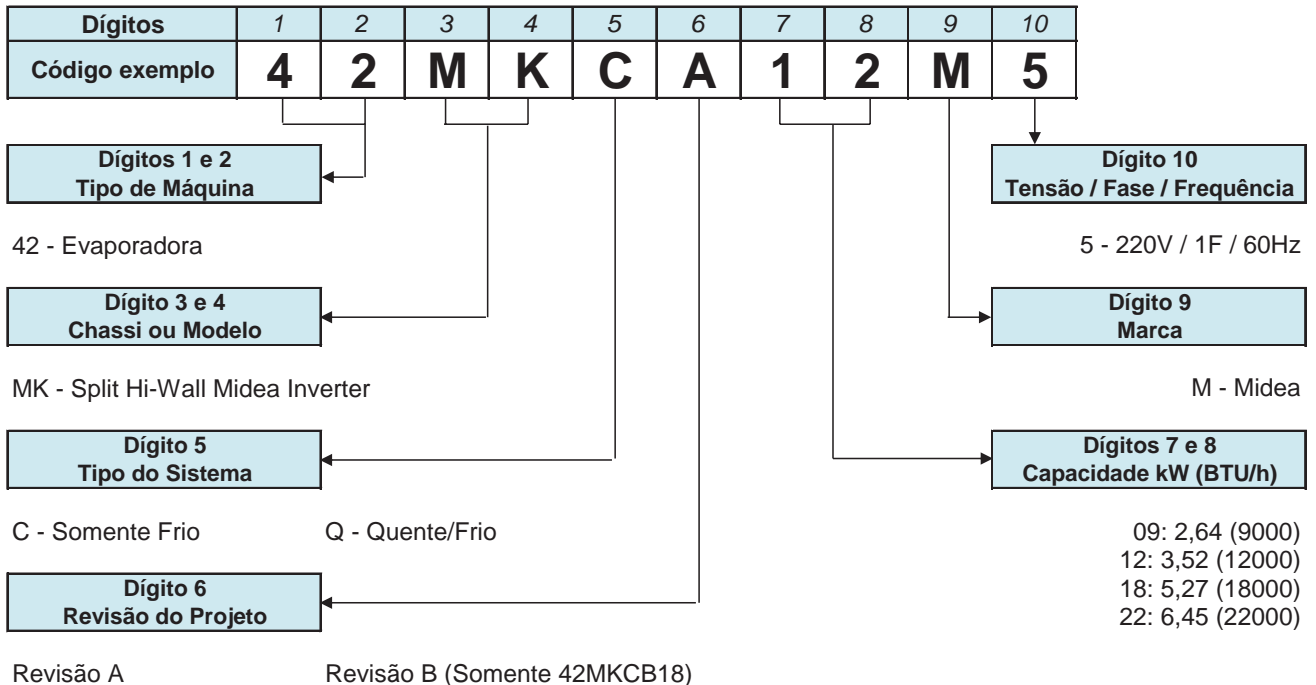 Dígitos 1 2 3 4 5 6 7 8 9 10
Código exemplo 4 2 M K C A 1 2 M 5
Dígitos 1 e 2
Tipo de Máquina
42 - Evaporadora
Dígito 3 e 4
Chassi ou Modelo
MK - Split Hi-Wall Midea Inverter
Dígito 5
Tipo do Sistema
C - Somente Frio Q - Quente/Frio
Dígito 6
Revisão do Projeto
Revisão A Revisão B (Somente 42MKCB18)
Dígito 10
Tensão / Fase / Frequência
5 - 220V / 1F / 60Hz
Dígito 9
Marca
M - Midea
Dígitos 7 e 8
Capacidade kW (BTU/h)
09: 2,64 (9000)
12: 3,52 (12000)
18: 5,27 (18000)
22: 6,45 (22000)